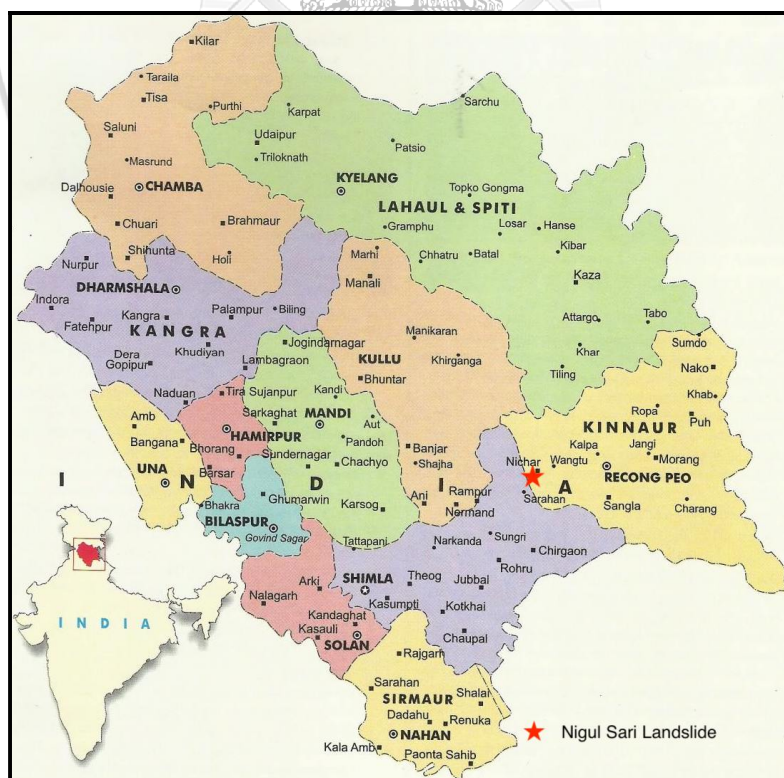 Kilar
Taraila
Tisa
Purthi
Karpat
Sarchu
Saluni
Udaipur
Patsio
Masrund
Triloknath
Dalhousie
CHAMBA
KYELANG
Topko Gongma
LAHAUL & SPITI
Chuari
Brahmaur
Gramphu
Losar
Hanse
Kibar
Nurpur
Shihunta
Holi
Marhi
Chhatru
Batal
Manali
Kaza
DHARMSHALA
Indora
Kangra
Palampur
Biling
Fatehpur
KANGRA
Attargo
Tabo
Khudiyan
Jogindarnagar
Manikaran
Sumdo
Dera
Gopipur
Lambagraon
KULLU
Khirganga
Khar
Tiling
Nako
Bhuntar
Naduan
Tira Sujanpur
Kandi
Khab
Amb
Sarkaghat
MANDI
Aut
Ropa
Puh
KINNAUR
HAMIRPUR
Bangana
Bhorang
Pandoh
Banjar
Kalpa
Jangi
Sundernagar
Chachyo
Shajha
Nichar
Wangtu
Morang
UNA
Barsar
RECONG PEO
I N D I A
Ghumarwin
Karsog
Ani
Rampur
Nermand
Sarahan
Sangla
Charang
Bhakra
BILASPUR
Govind Sagar
Tattapani
Narkanda
Sungri
Chirgaon
Rohru
Arki
SHIMLA
Theog
Jubbal
Nalagarh
Kasumpti
Kotkhai
Kandaghat
Kasauli
SOLAN
Chaupal
INDIA
Rajgarh
Sarahan
SIRMAUR
Shalai
Dadahu
Renuka
NAHAN
Kala Amb
Paonta Sahib
Nigul Sari Landslide